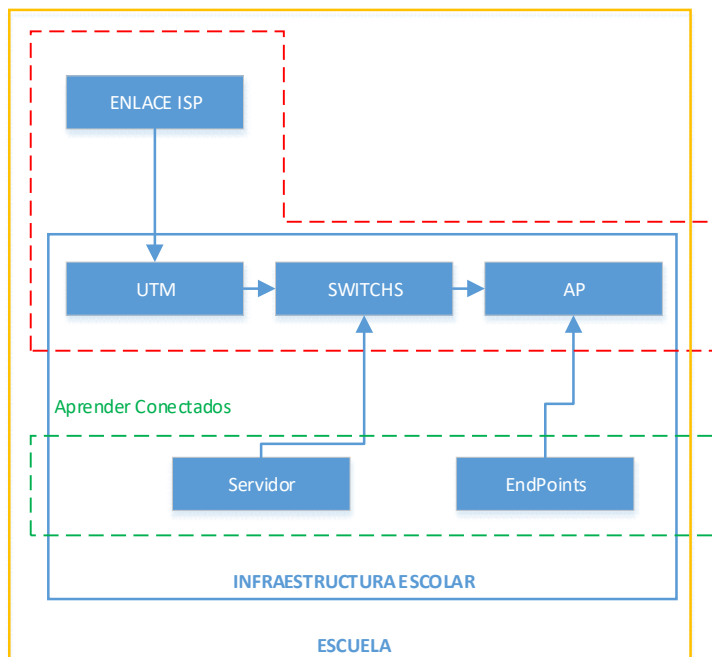 ENLACE ISP
UTM
SWITCHS
AP
Aprender Conectados
Servidor
EndPoints
INFRAESTRUCTURA ESCOLAR
ESCUELA